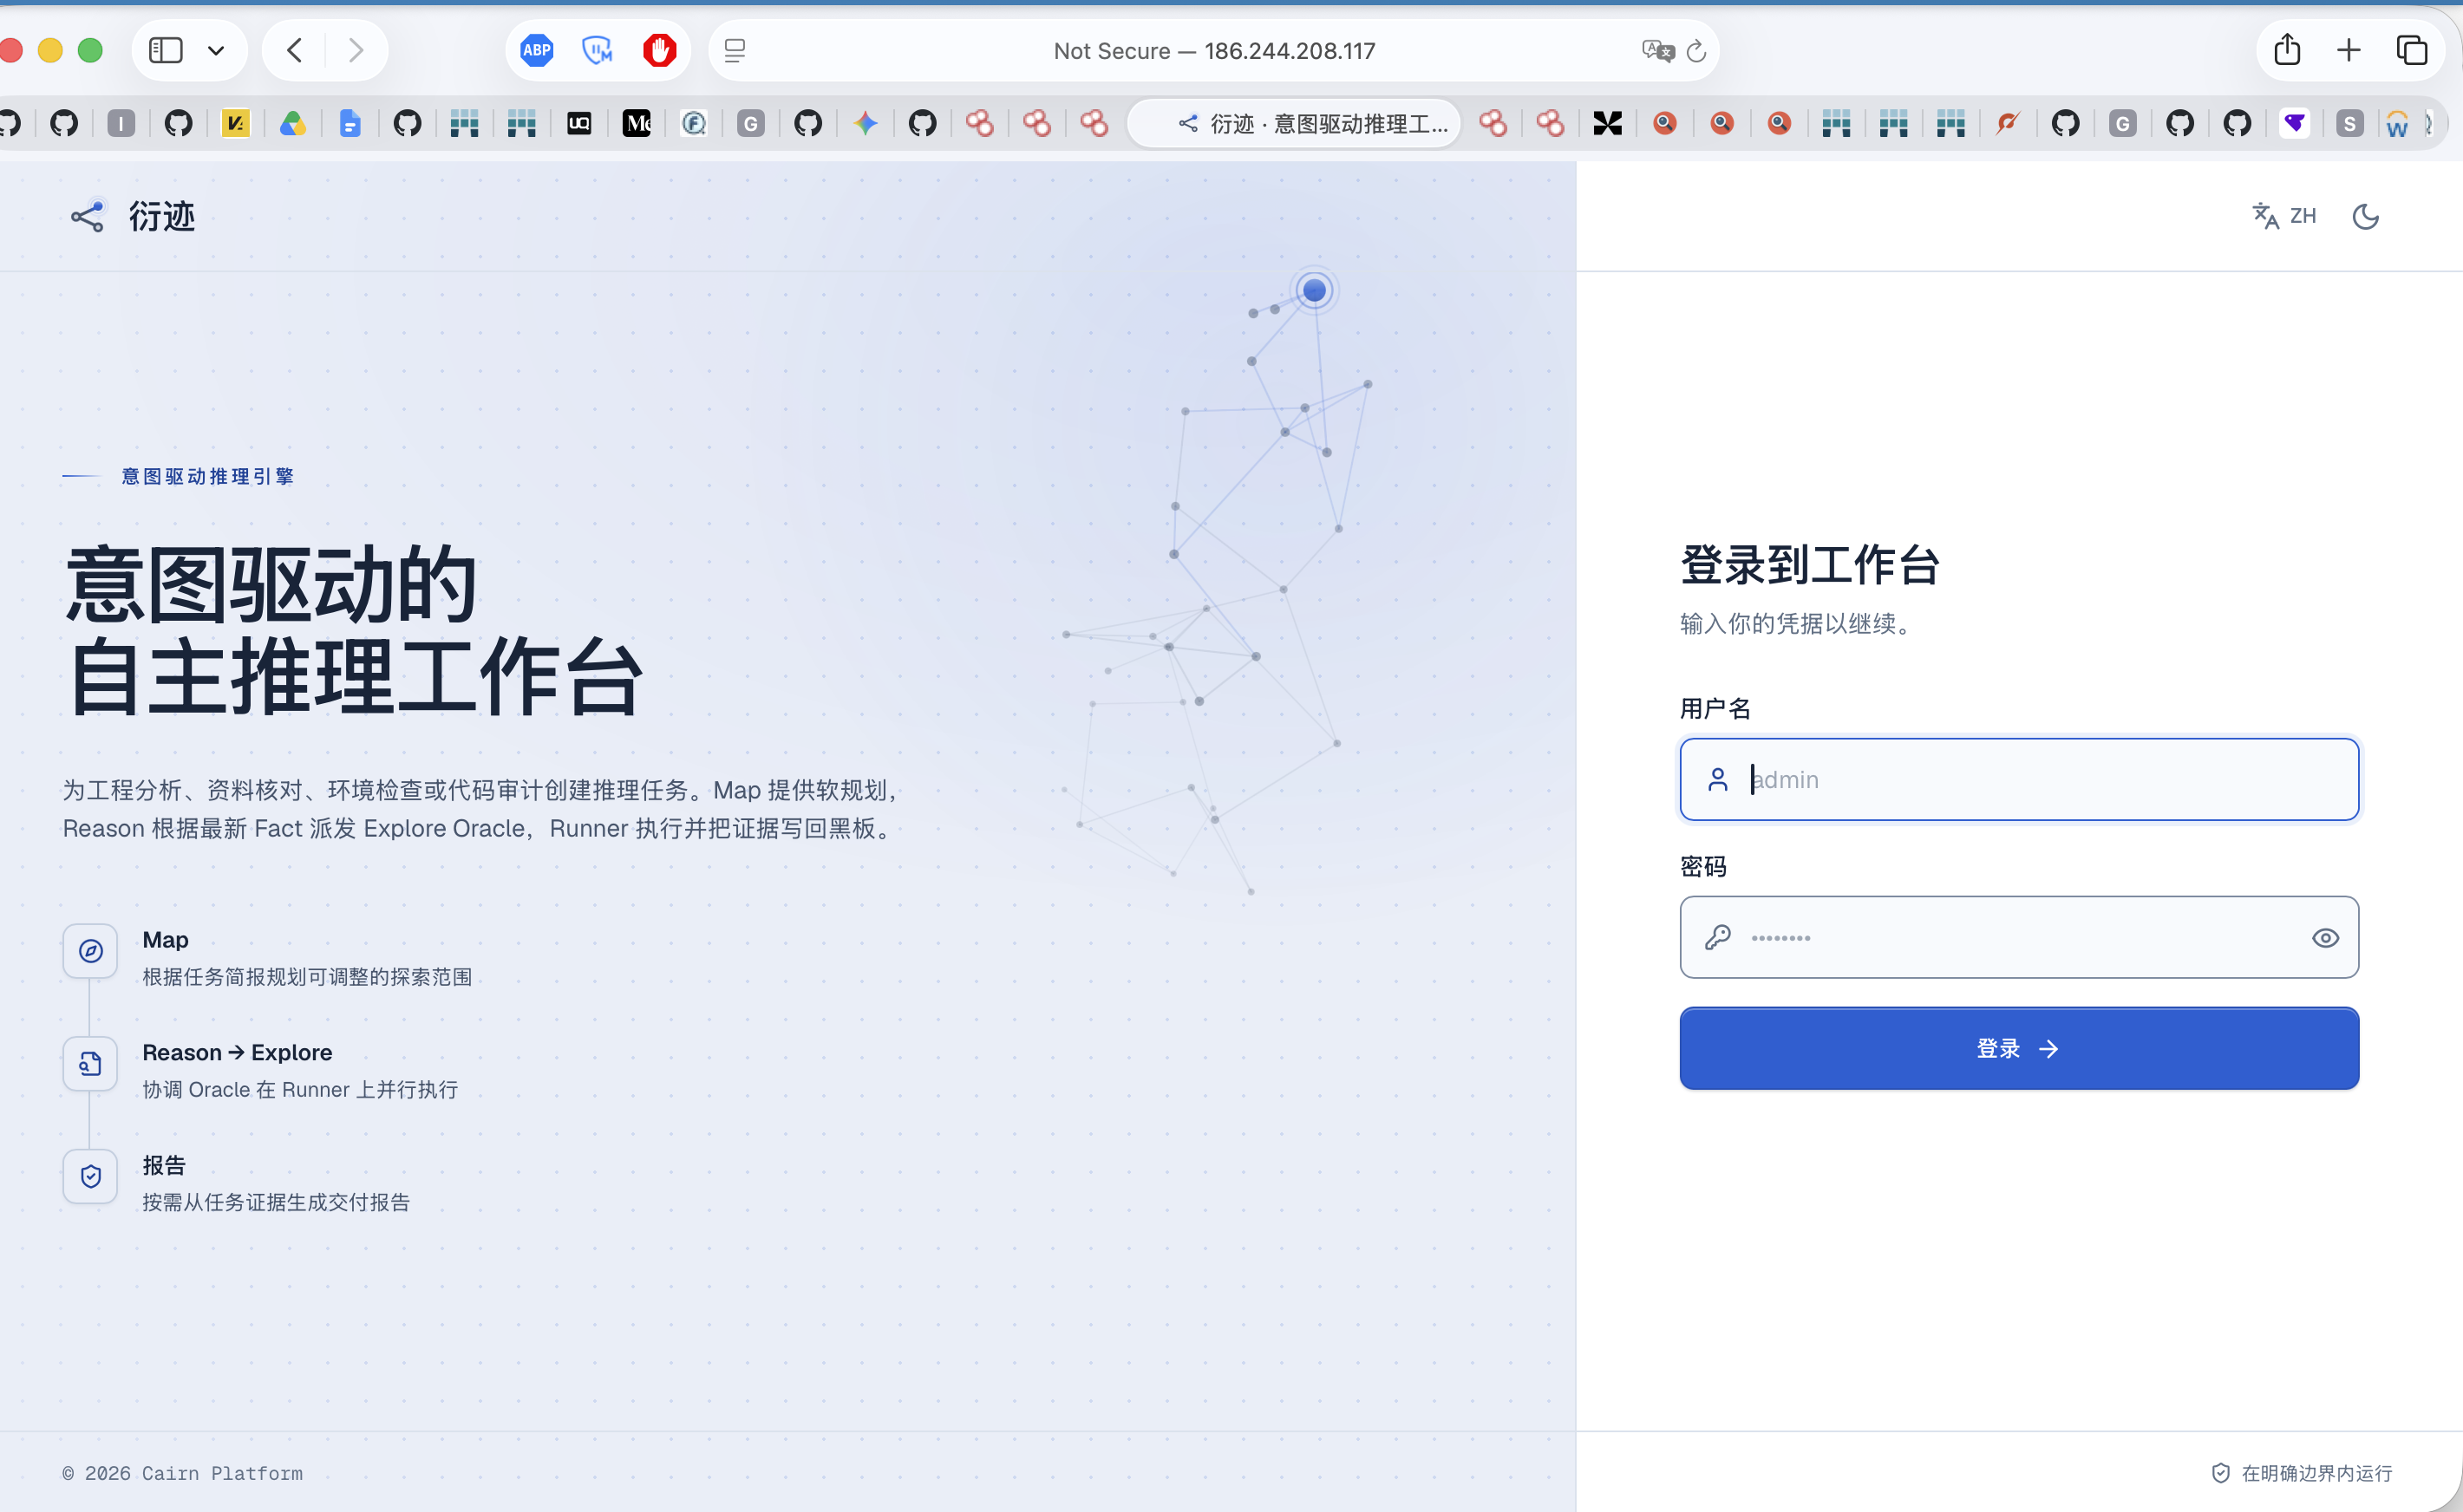 Not Secure — 186.244.208.117
衍迹 · 意图驱动推理工...
衍迹
ZH
意图驱动推理引擎
意图驱动的
自主推理工作台
为工程分析、资料核对、环境检查或代码审计创建推理任务。Map 提供软规划，
Reason 根据最新 Fact 派发 Explore Oracle，Runner 执行并把证据写回黑板。
Map
根据任务简报规划可调整的探索范围
Reason → Explore
协调 Oracle 在 Runner 上并行执行
报告
按需从任务证据生成交付报告
© 2026 Cairn Platform
登录到工作台
输入你的凭据以继续。
用户名
admin
密码
••••••••
登录 →
在明确边界内运行